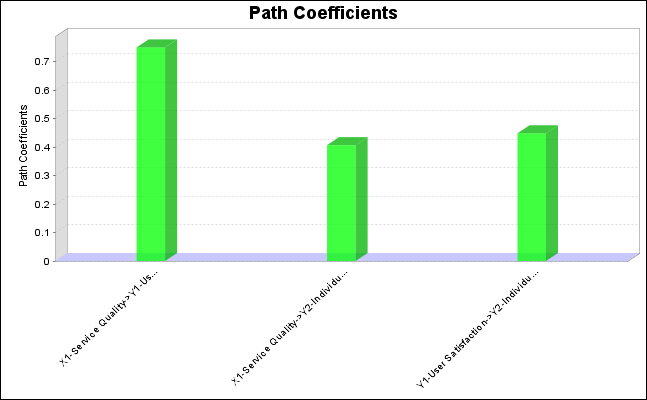 Path Coefficients
Path Coefficients
0.7
0.6
0.5
0.4
0.3
0.2
0.1
0
X1-Service Quality->Y1-Us...
X1-Service Quality->Y2-Individu...
Y1-User Satisfaction->Y2-Individu...